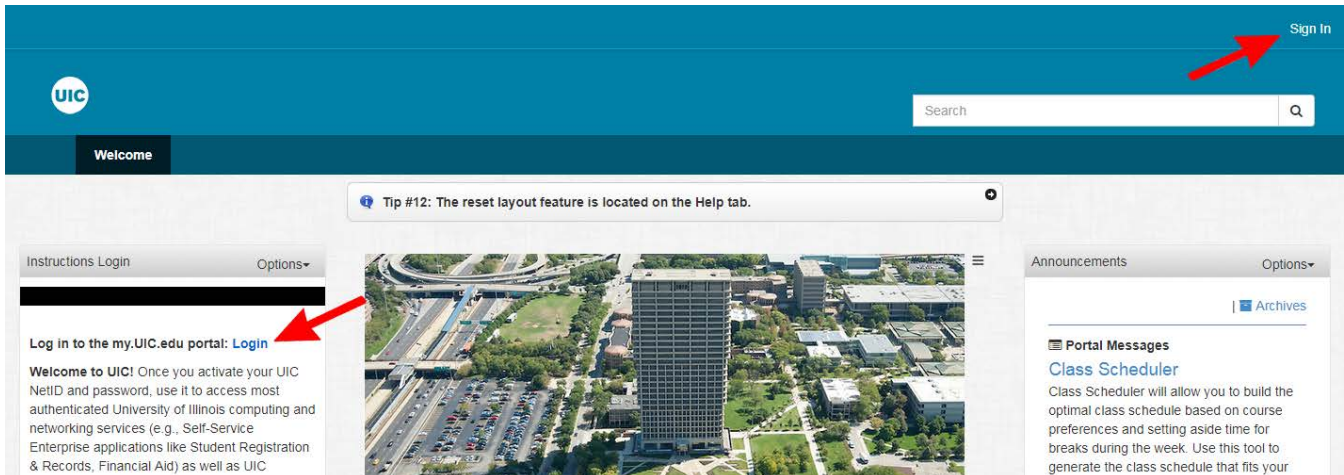 Sign In
UIC
Search
Welcome
Tip #12: The reset layout feature is located on the Help tab.
Instructions Login
Options
Log in to the my.UIC.edu portal: Login
Welcome to UIC! Once you activate your UIC
NetID and password, use it to access most
authenticated University of Illinois computing and
networking services (e.g., Self-Service
Enterprise applications like Student Registration
& Records, Financial Aid) as well as UIC
Announcements
Options
| Archives
Portal Messages
Class Scheduler
Class Scheduler will allow you to build the
optimal class schedule based on course
preferences and setting aside time for
breaks during the week. Use this tool to
generate the class schedule that fits your